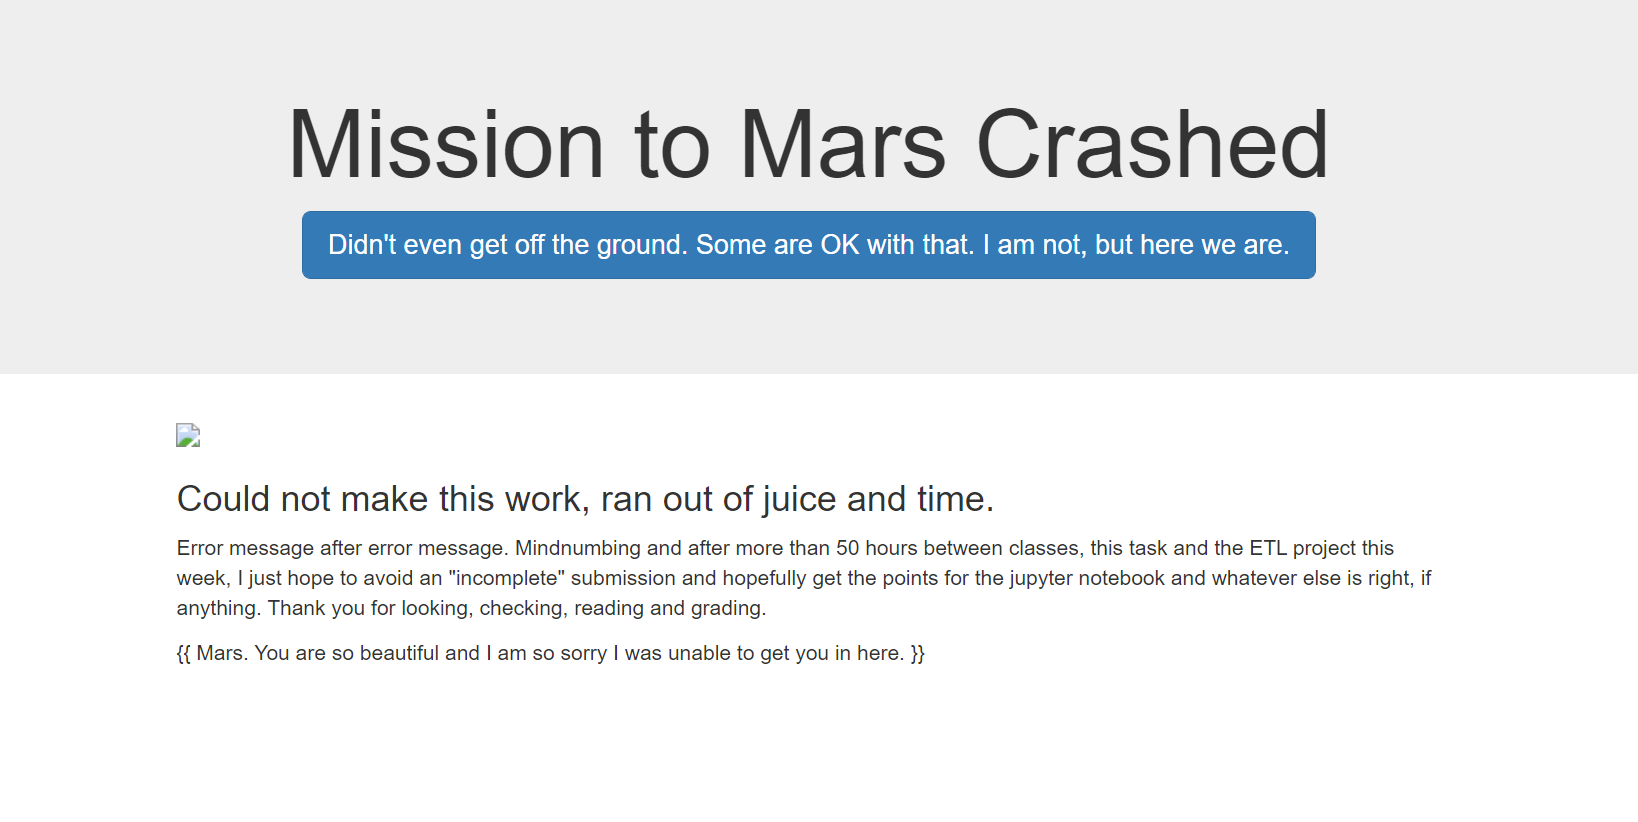 Mission to Mars Crashed
Didn't even get off the ground. Some are OK with that. I am not, but here we are.
Could not make this work, ran out of juice and time.
Error message after error message. Mindnumbing and after more than 50 hours between classes, this task and the ETL project this
week, I just hope to avoid an "incomplete" submission and hopefully get the points for the jupyter notebook and whatever else is right, if
anything. Thank you for looking, checking, reading and grading.
{{ Mars. You are so beautiful and I am so sorry I was unable to get you in here. }}